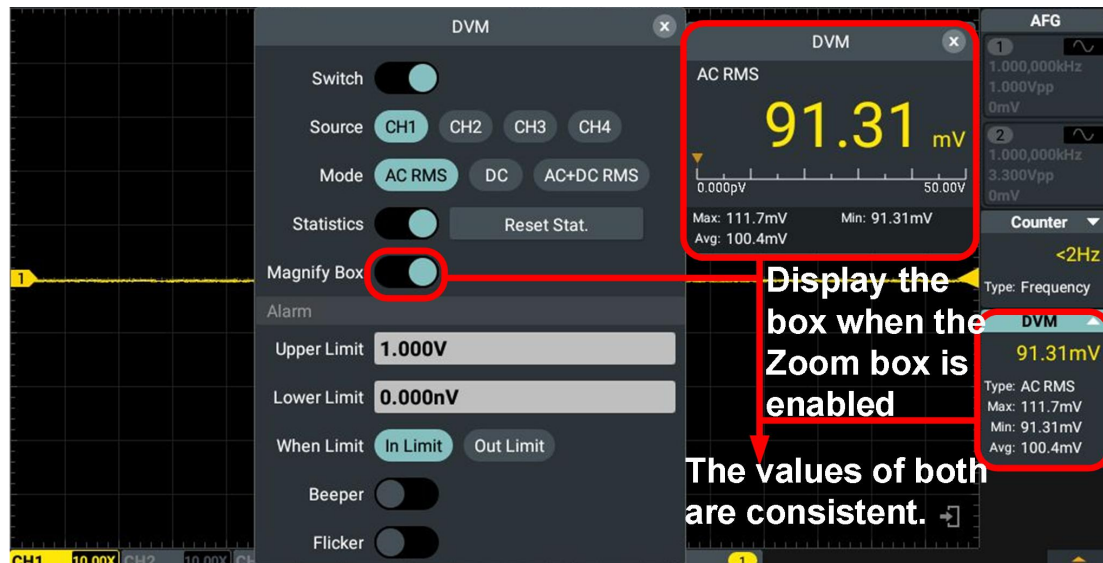 DVM
Switch
Source CH1 CH2 CH3 CH4
Mode AC RMS DC AC+DC RMS
Statistics Reset Stat.
Magnify Box
Alarm
Upper Limit 1.000V
Lower Limit 0.000nV
When Limit In Limit Out Limit
Beeper
Flicker
DVM
AC RMS
91.31 mV
0.000pV 50.00V
Max: 111.7mV Min: 91.31mV
Avg: 100.4mV
Display the
box when the
Zoom box is
enabled
The values of both
are consistent.
AFG
1
1.000,000kHz
1.000Vpp
0mV
2
1.000,000kHz
3.300Vpp
0mV
Counter
<2Hz
Type: Frequency
DVM
91.31mV
Type: AC RMS
Max: 111.7mV
Min: 91.31mV
Avg: 100.4mV
1
CH1 10.00X CH2 10.00X
1